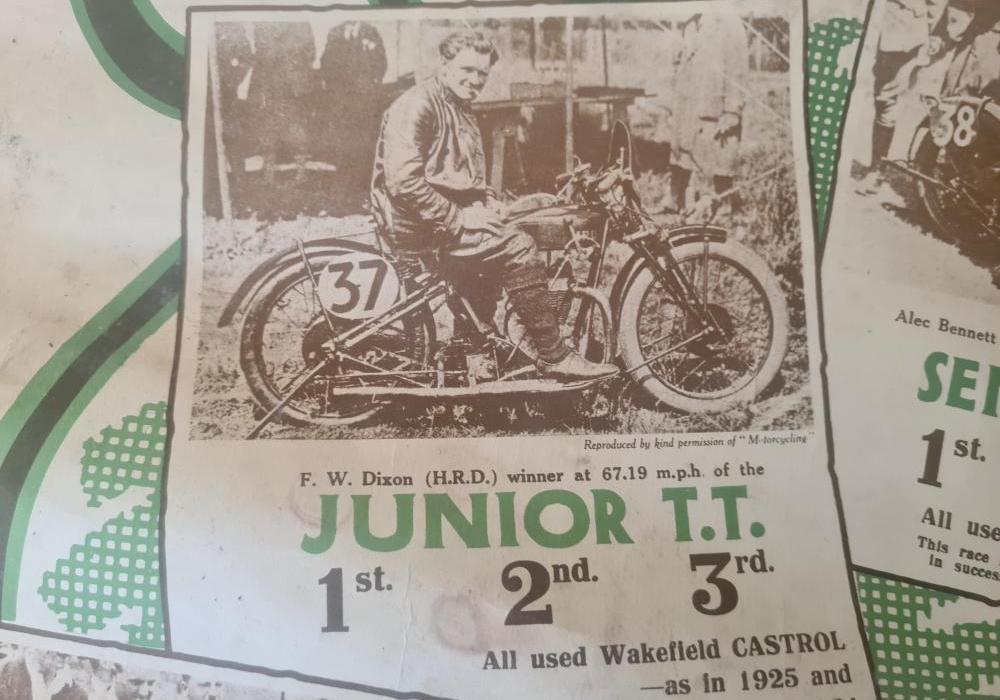 37
Reproduced by kind permission of "Motorcycling"
F. W. Dixon (H.R.D.) winner at 67.19 m.p.h. of the
JUNIOR T.T.
1st. 2nd. 3rd.
All used Wakefield CASTROL
—as in 1925 and
38
Alec Bennett
SE
1st.
All use
This race
in succes